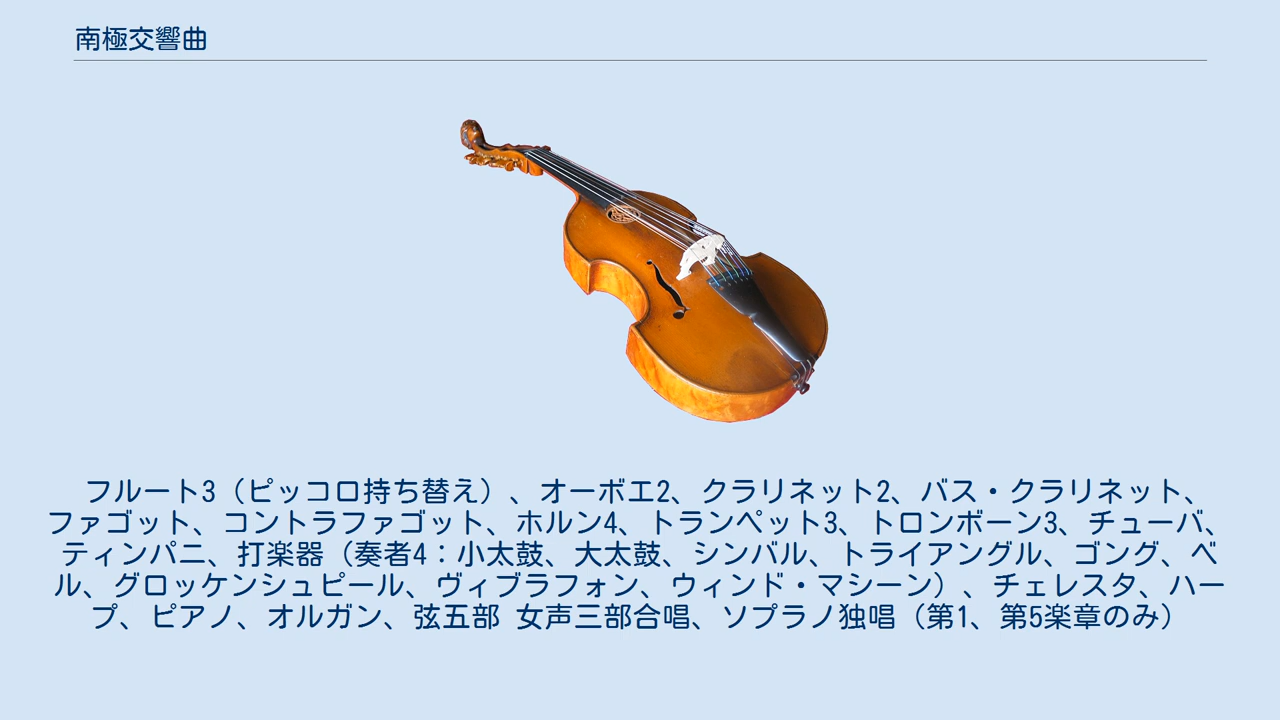 南極交響曲
フルート3（ピッコロ持ち替え）、オーボエ2、クラリネット2、バス・クラリネット、
ファゴット、コントラファゴット、ホルン4、トランペット3、トロンボーン3、チューバ、
ティンパニ、打楽器（奏者4：小太鼓、大太鼓、シンバル、トライアングル、ゴング、ベ
ル、グロッケンシュピール、ヴィブラフォン、ウィンド・マシーン）、チェレスタ、ハー
プ、ピアノ、オルガン、弦五部 女声三部合唱、ソプラノ独唱（第1、第5楽章のみ）